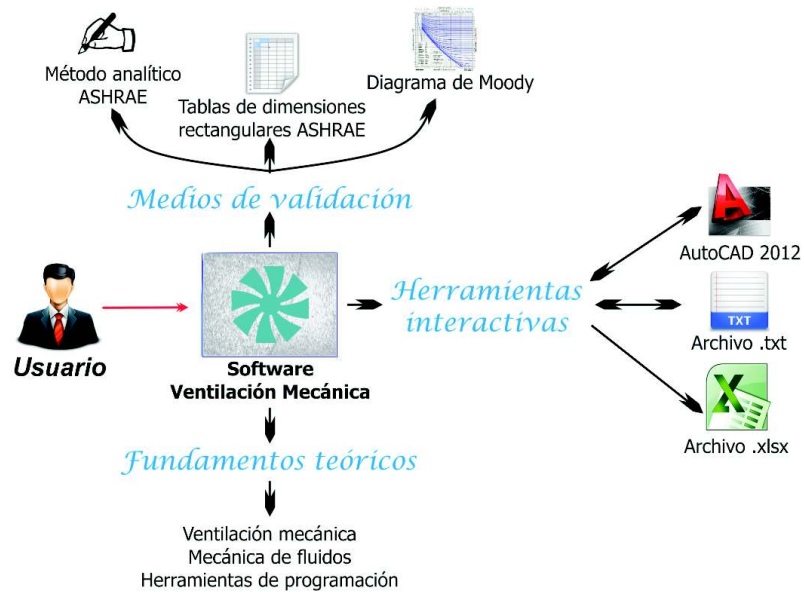 Método analítico
ASHRAE
Tablas de dimensiones
rectangulares ASHRAE
Diagrama de Moody
Medios de validación
Usuario
Software
Ventilación Mecánica
Herramientas
interactivas
AutoCAD 2012
TXT
Archivo .txt
Archivo .xlsx
Fundamentos teóricos
Ventilación mecánica
Mecánica de fluidos
Herramientas de programación